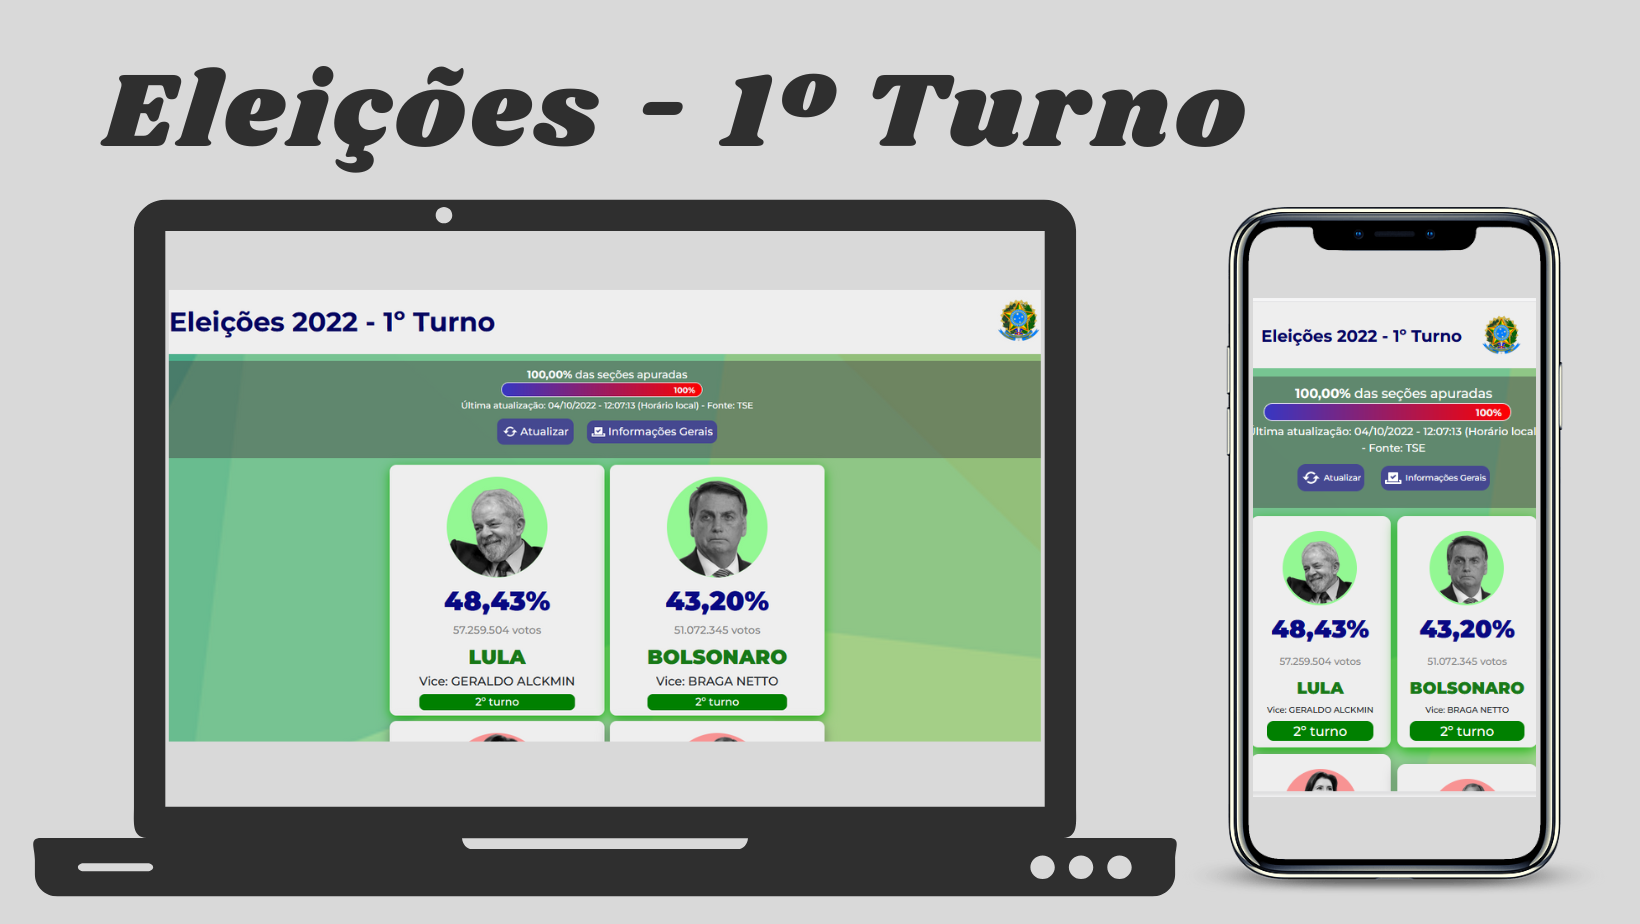 Eleições - 1º Turno
Eleições 2022 - 1º Turno
100,00% das seções apuradas
100%
Última atualização: 04/10/2022 - 12:07:13 (Horário local) - Fonte: TSE
Atualizar
Informações Gerais
48,43%
57.259.504 votos
LULA
Vice: GERALDO ALCKMIN
2º turno
43,20%
51.072.345 votos
BOLSONARO
Vice: BRAGA NETTO
2º turno
Eleições 2022 - 1º Turno
100,00% das seções apuradas
100%
ltima atualização: 04/10/2022 - 12:07:13 (Horário local
- Fonte: TSE
Atualizar
Informações Gerais
48,43%
57.259.504 votos
LULA
Vice: GERALDO ALCKMIN
2º turno
43,20%
51.072.345 votos
BOLSONARO
Vice: BRAGA NETTO
2º turno